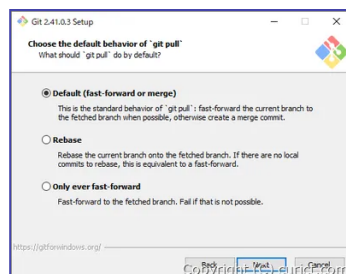 Git 2.41.0.3 Setup
Choose the default behavior of `git pull`
What should `git pull` do by default?
Default (fast-forward or merge)
This is the standard behavior of `git pull`: fast-forward the current branch to
the fetched branch when possible, otherwise create a merge commit.
Rebase
Rebase the current branch onto the fetched branch. If there are no local
commits to rebase, this is equivalent to a fast-forward.
Only ever fast-forward
Fast-forward to the fetched branch. Fail if that is not possible.
https://gitforwindows.org/
Back Next Cancel